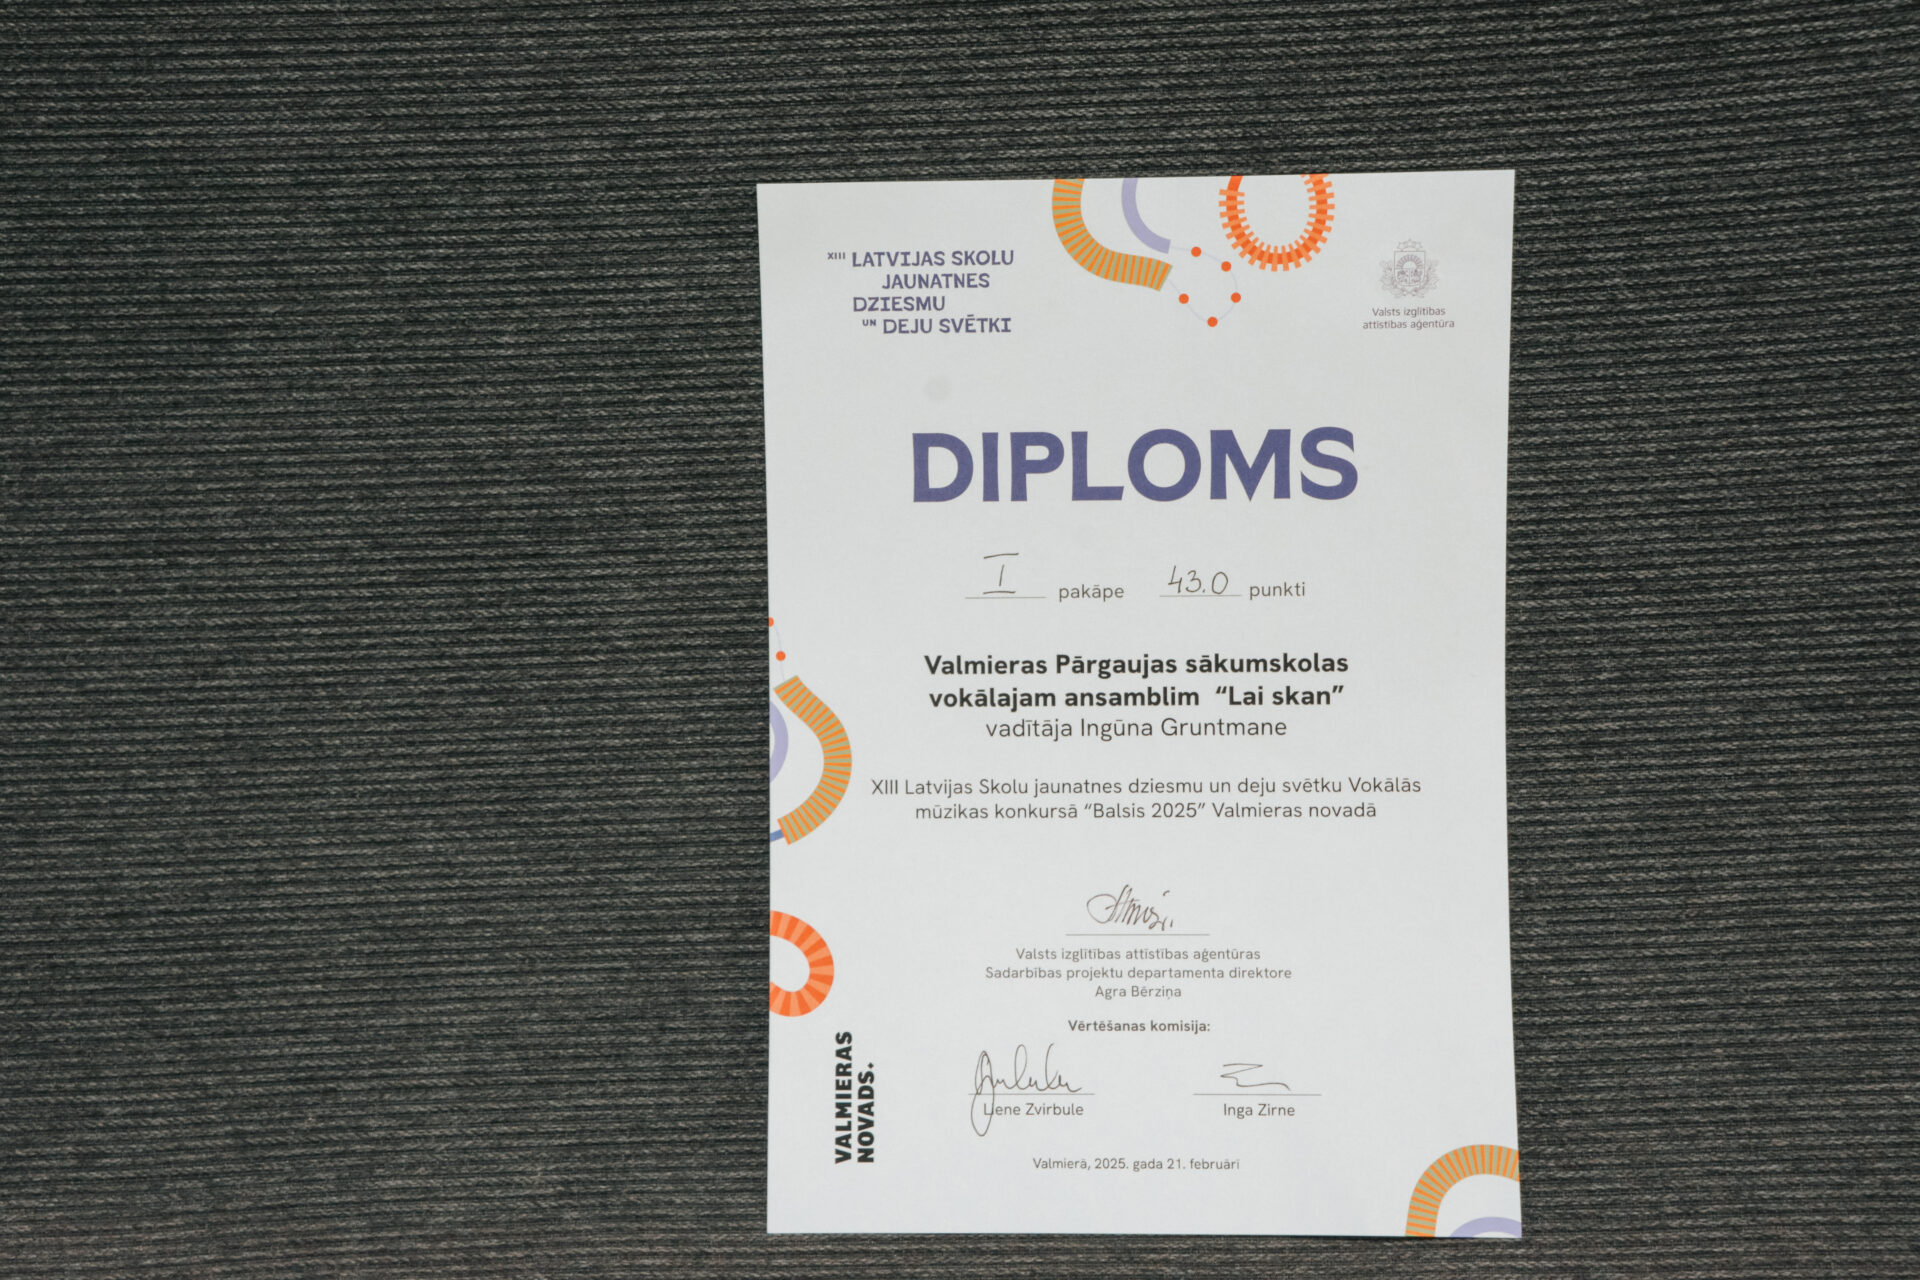 XIII LATVIJAS SKOLU
JAUNATNES
DZIESMU
UN DEJU SVĒTKI
Valsts izglītības
attīstības aģentūra
DIPLOMS
I pakāpe 43.0 punkti
Valmieras Pārgaujas sākumskolas
vokālajam ansamblim “Lai skan”
vadītāja Ingūna Gruntmane
XIII Latvijas Skolu jaunatnes dziesmu un deju svētku Vokālās
mūzikas konkursā “Balsis 2025” Valmieras novadā
Valsts izglītības attīstības aģentūras
Sadarbības projektu departamenta direktore
Agra Bērziņa
Vērtēšanas komisija:
Liene Zvirbule
Inga Zirne
VALMIERAS
NOVADS.
Valmierā, 2025. gada 21. februārī